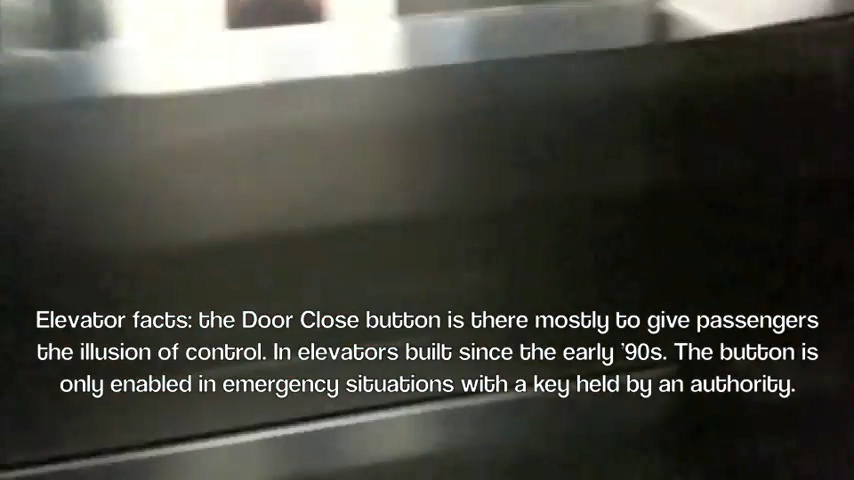 Elevator facts: the Door Close button is there mostly to give passengers
the illusion of control. In elevators built since the early '90s. The button is
only enabled in emergency situations with a key held by an authority.